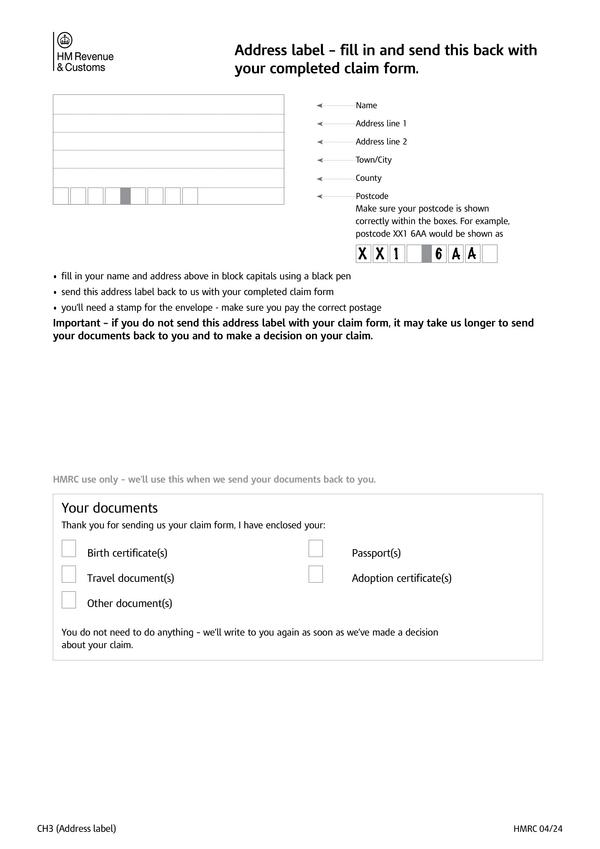 HM Revenue
& Customs
Address label – fill in and send this back with
your completed claim form.
Name
Address line 1
Address line 2
Town/City
County
Postcode
Make sure your postcode is shown
correctly within the boxes. For example,
postcode XX1 6AA would be shown as
X X 1 6 A A
• fill in your name and address above in block capitals using a black pen
• send this address label back to us with your completed claim form
• you'll need a stamp for the envelope - make sure you pay the correct postage
Important – if you do not send this address label with your claim form, it may take us longer to send
your documents back to you and to make a decision on your claim.
HMRC use only – we'll use this when we send your documents back to you.
Your documents
Thank you for sending us your claim form, I have enclosed your:
Birth certificate(s)
Passport(s)
Travel document(s)
Adoption certificate(s)
Other document(s)
You do not need to do anything – we'll write to you again as soon as we've made a decision
about your claim.
CH3 (Address label)
HMRC 04/24